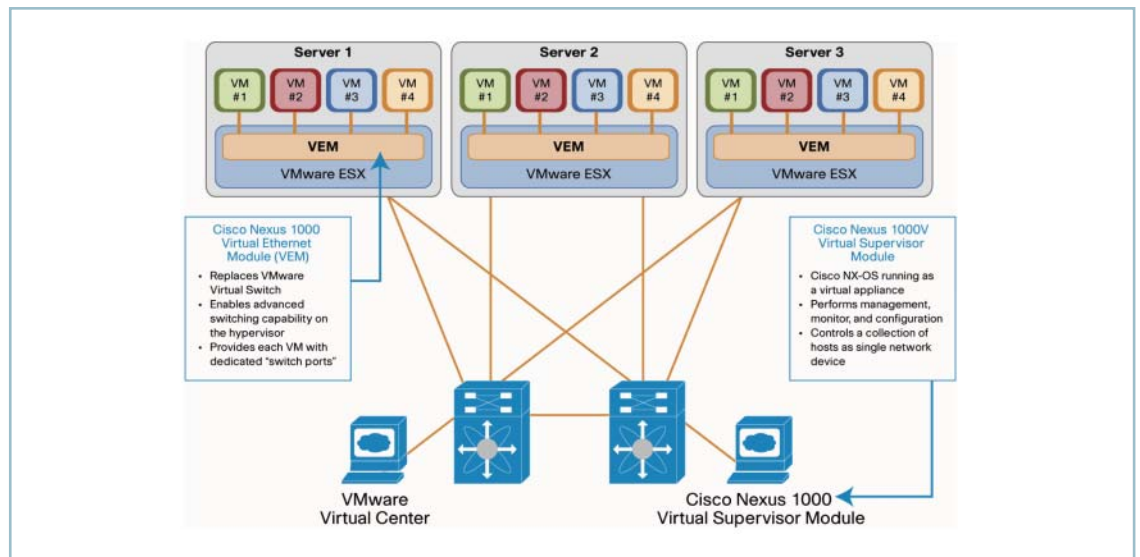 Server 1
VM
#1
VM
#2
VM
#3
VM
#4
VEM
VMware ESX
Server 2
VM
#1
VM
#2
VM
#3
VM
#4
VEM
VMware ESX
Server 3
VM
#1
VM
#2
VM
#3
VM
#4
VEM
VMware ESX
Cisco Nexus 1000
Virtual Ethernet
Module (VEM)
• Replaces VMware
Virtual Switch
• Enables advanced
switching capability on
the hypervisor
• Provides each VM with
dedicated “switch ports”
Cisco Nexus 1000V
Virtual Supervisor
Module
• Cisco NX-OS running as
a virtual appliance
• Performs management,
monitor, and configuration
• Controls a collection of
hosts as single network
device
VMware
Virtual Center
Cisco Nexus 1000
Virtual Supervisor Module